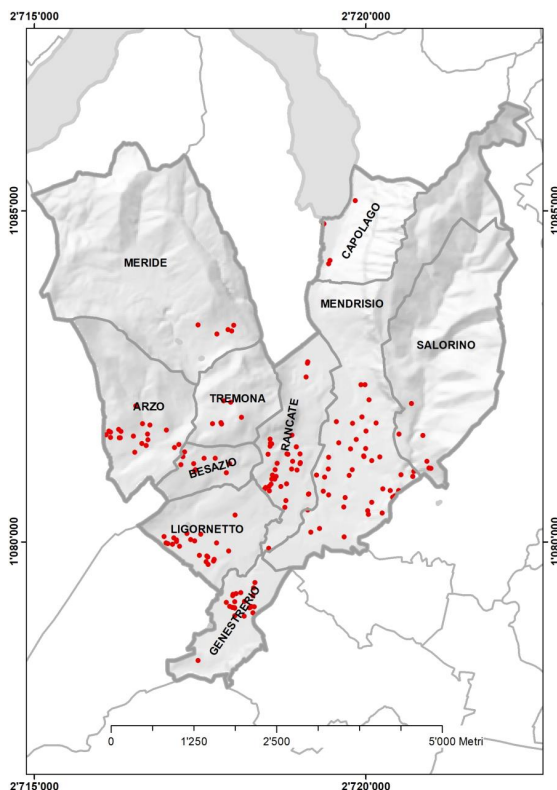 2'715'000
2'720'000
1'085'000
1'085'000
CAPOLAGO
MERIDE
MENDRISIO
SALORINO
TREMONA
ARZO
RANCATE
BESAZIO
LIGORNETTO
1'080'000
1'080'000
GENESTRERIO
0
1'250
2'500
5'000 Metri
2'715'000
2'720'000